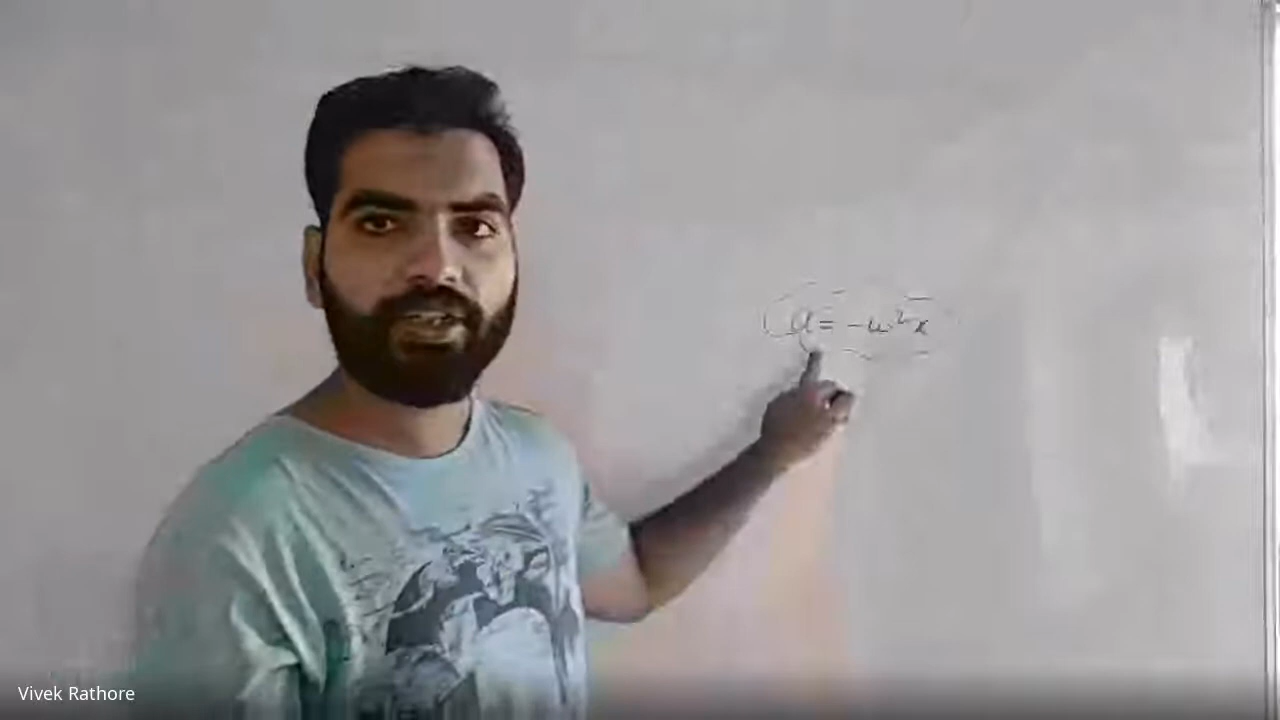 a = -ω²x
Vivek Rathore